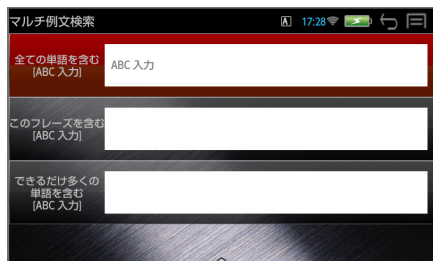 マルチ例文検索
A 17:28
全ての単語を含む
[ABC 入力]
ABC 入力
このフレーズを含む
[ABC 入力]
できるだけ多くの
単語を含む
[ABC 入力]